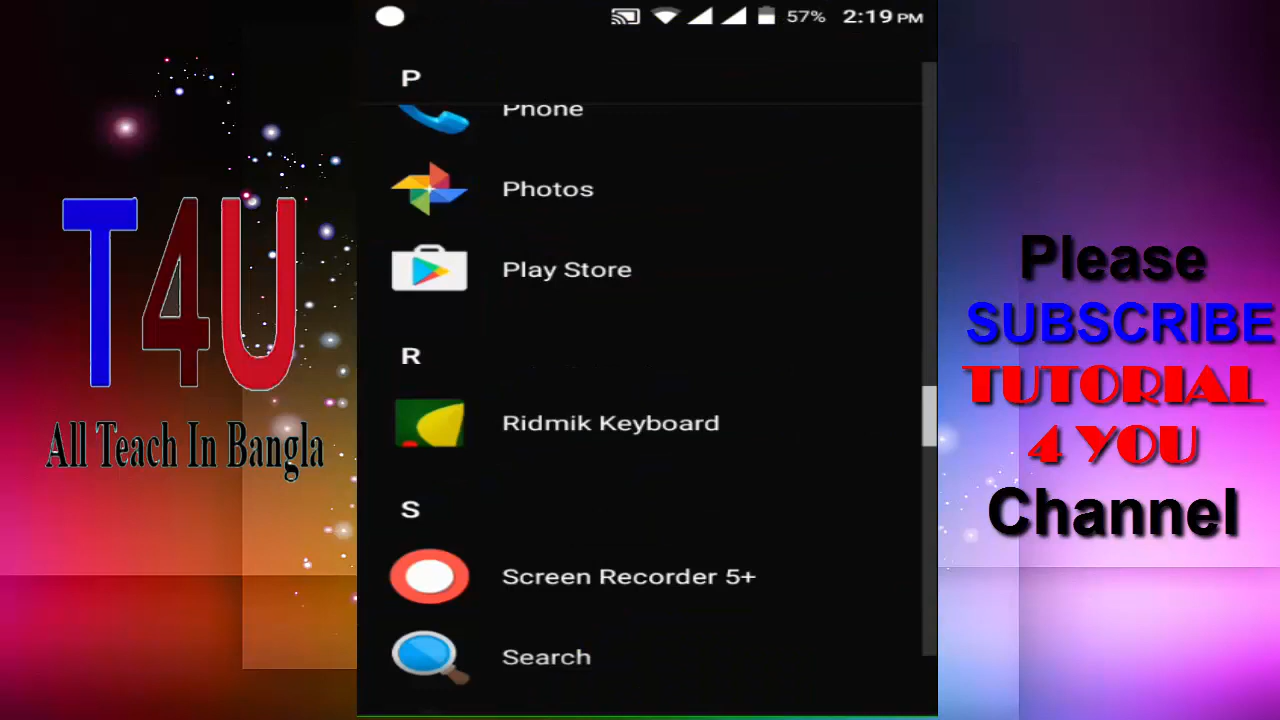 57% 2:19 PM
P
Phone
Photos
Play Store
R
Ridmik Keyboard
S
Screen Recorder 5+
Search
T4U
All Teach In Bangla
Please
SUBSCRIBE
TUTORIAL
4 YOU
Channel